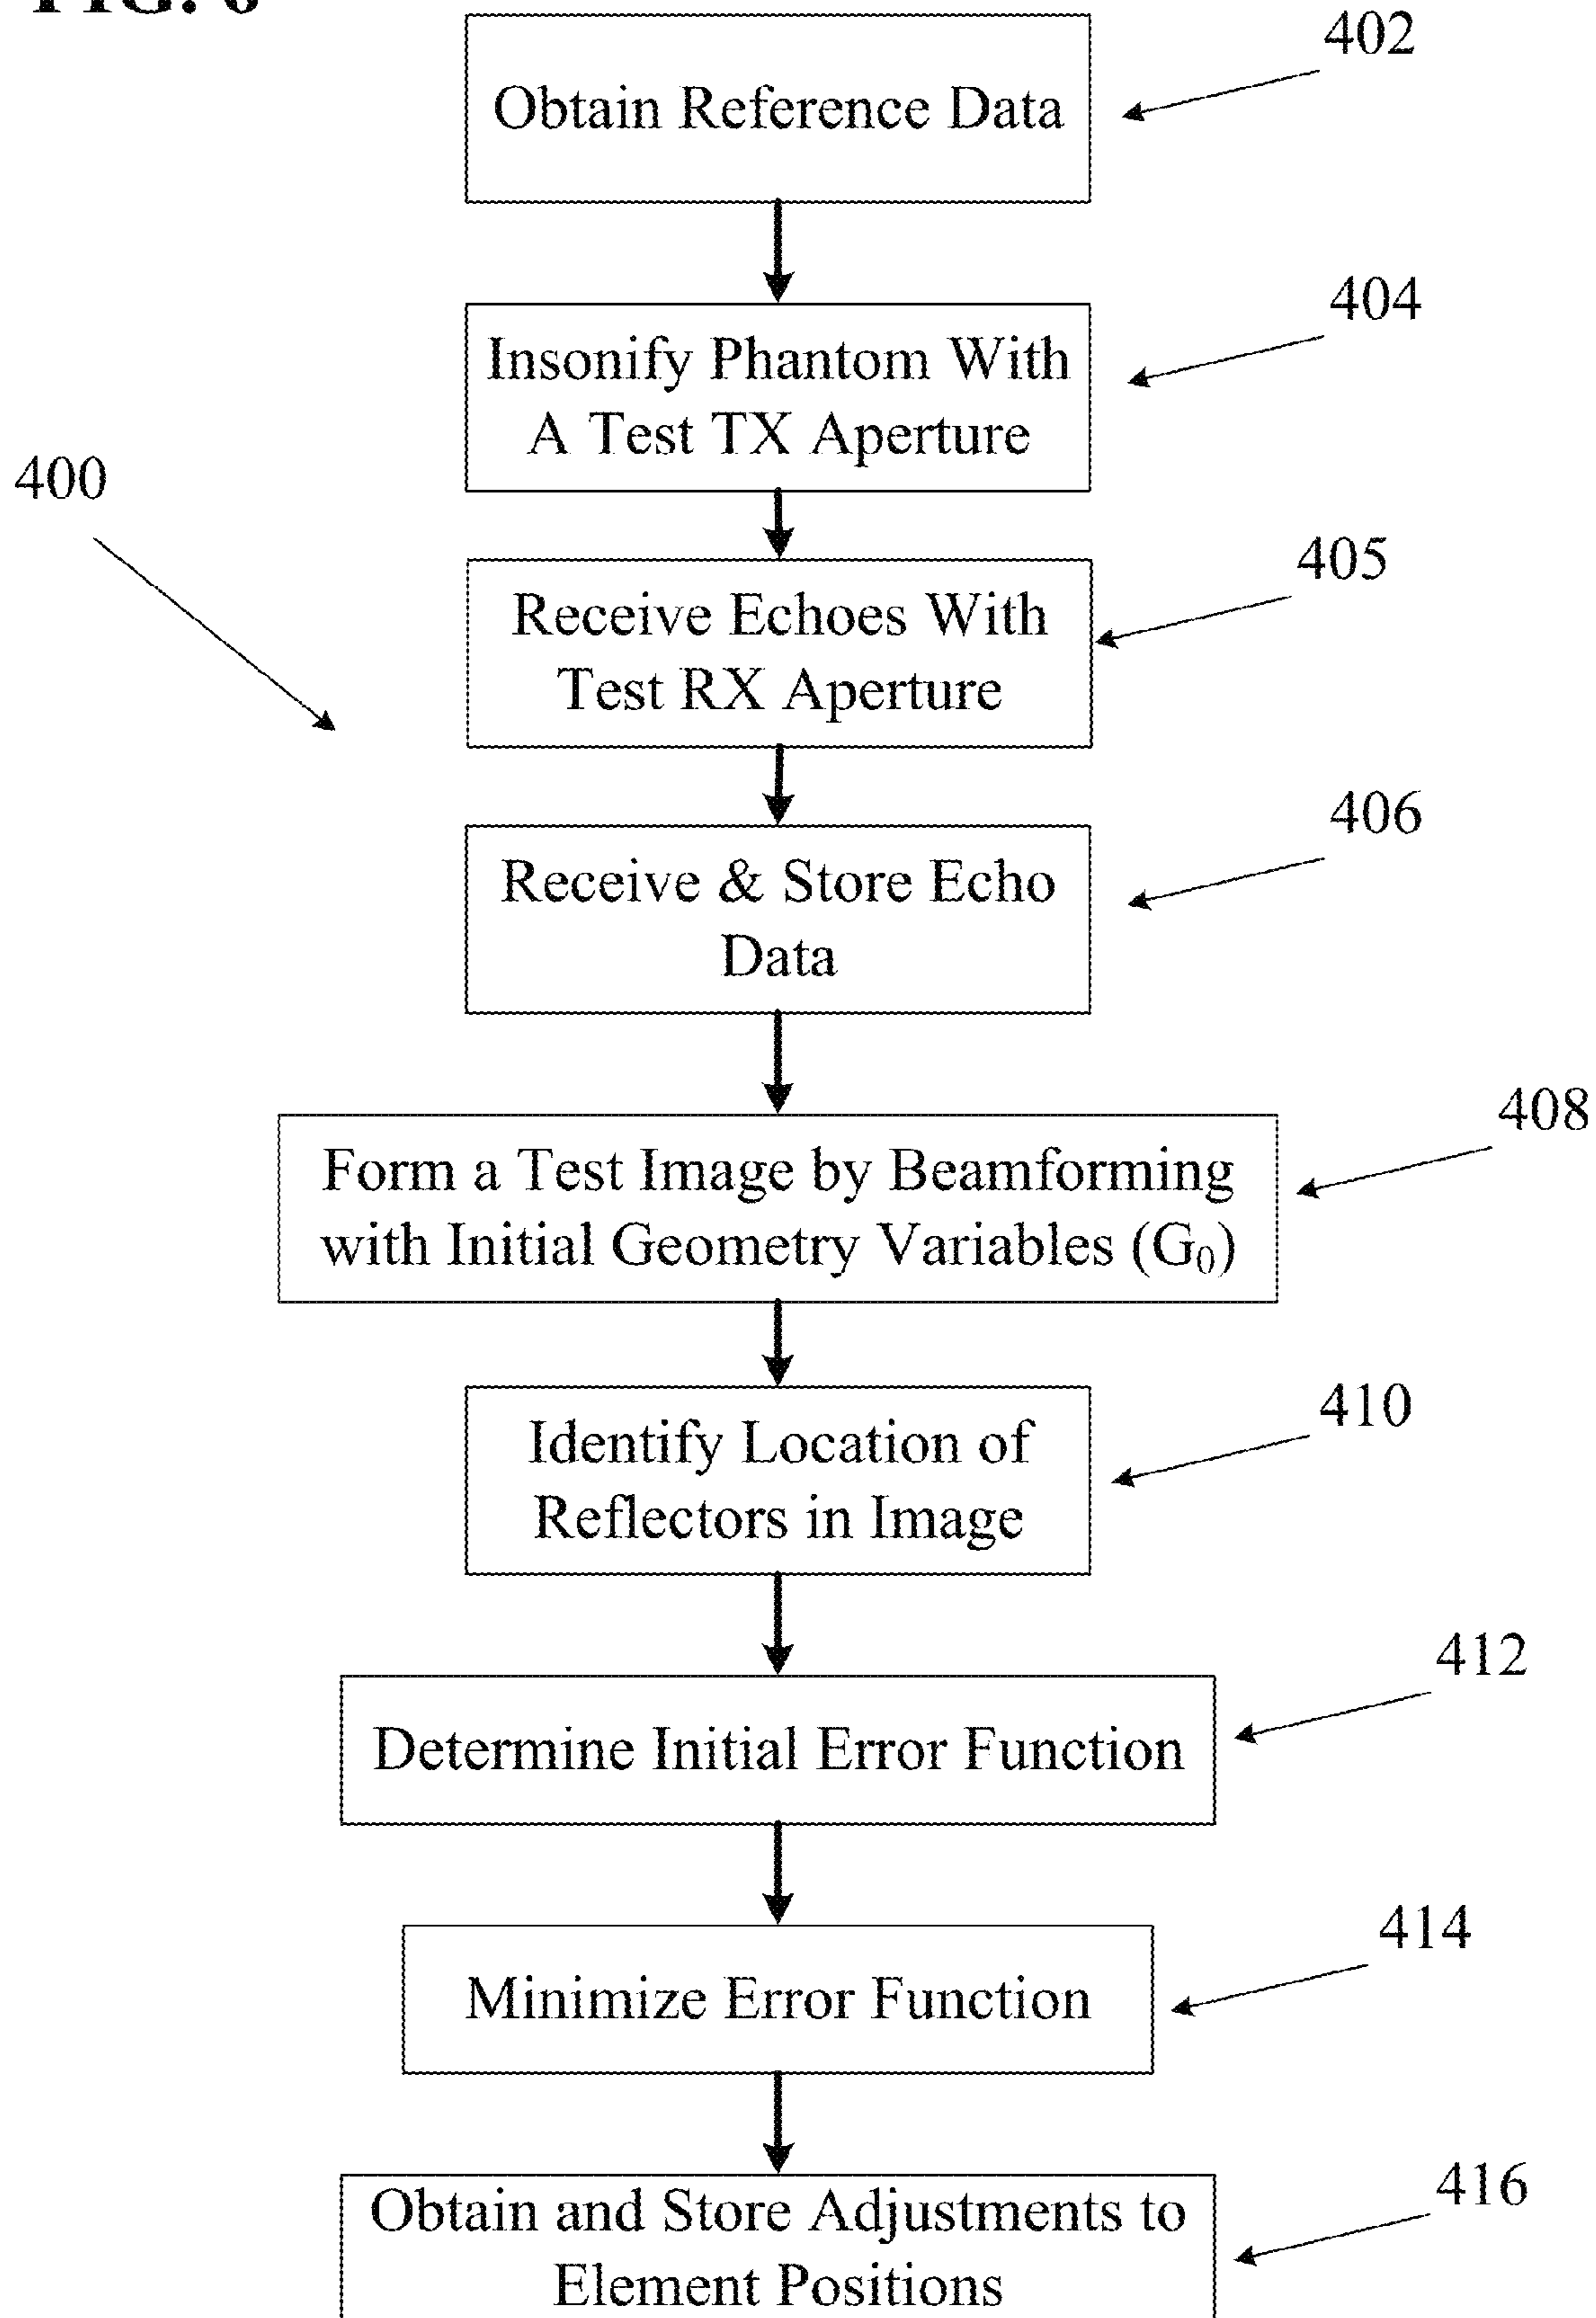 402
Obtain Reference Data
404
Insonify Phantom With
A Test TX Aperture
400
405
Receive Echoes With
Test RX Aperture
406
Receive & Store Echo
Data
408
Form a Test Image by Beamforming
with Initial Geometry Variables (G₀)
410
Identify Location of
Reflectors in Image
412
Determine Initial Error Function
414
Minimize Error Function
416
Obtain and Store Adjustments to
Element Positions